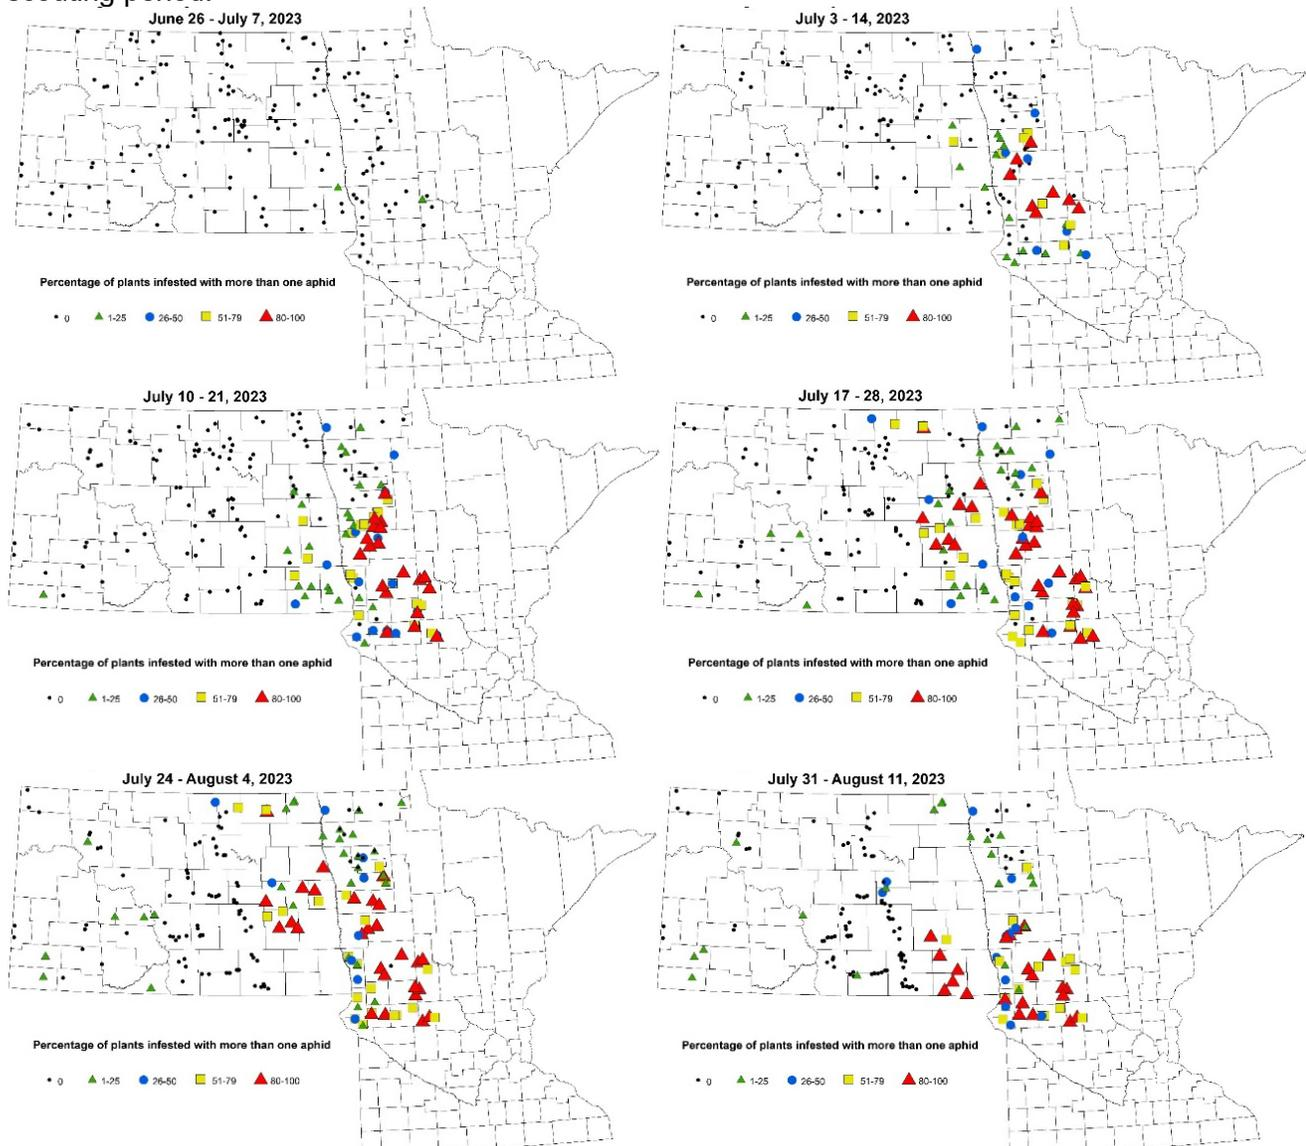 scouting period.
June 26 - July 7, 2023
July 3 - 14, 2023
Percentage of plants infested with more than one aphid
0 1-25 26-50 51-79 80-100
Percentage of plants infested with more than one aphid
0 1-25 26-50 51-79 80-100
July 10 - 21, 2023
July 17 - 28, 2023
Percentage of plants infested with more than one aphid
0 1-25 26-50 51-79 80-100
Percentage of plants infested with more than one aphid
0 1-25 26-50 51-79 80-100
July 24 - August 4, 2023
July 31 - August 11, 2023
Percentage of plants infested with more than one aphid
0 1-25 26-50 51-79 80-100
Percentage of plants infested with more than one aphid
0 1-25 26-50 51-79 80-100